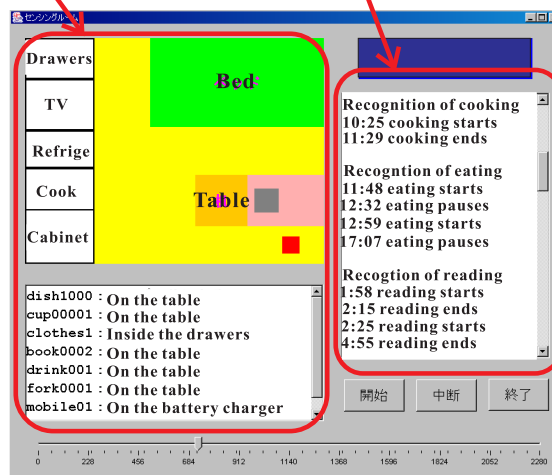 センシングルーム
Drawers
TV
Refrige
Cook
Cabinet
Bed
Table
Recognition of cooking
10:25 cooking starts
11:29 cooking ends
Recogntion of eating
11:48 eating starts
12:32 eating pauses
12:59 eating starts
17:07 eating pauses
Recogtion of reading
1:58 reading starts
2:15 reading ends
2:25 reading starts
4:55 reading ends
dish1000 : On the table
cup00001 : On the table
clothes1 : Inside the drawers
book0002 : On the table
drink001 : On the table
fork0001 : On the table
mobile01 : On the battery charger
開始 中断 終了
0 228 456 684 912 1140 1368 1596 1824 2052 2280